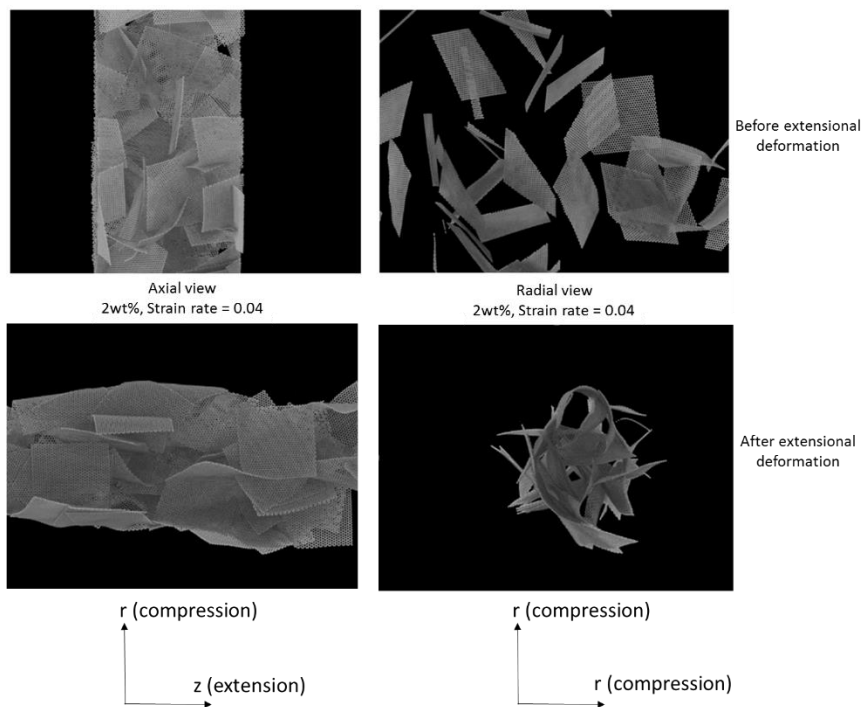 Before extensional
deformation
Axial view
2wt%, Strain rate = 0.04
Radial view
2wt%, Strain rate = 0.04
After extensional
deformation
r (compression)
z (extension)
r (compression)
r (compression)